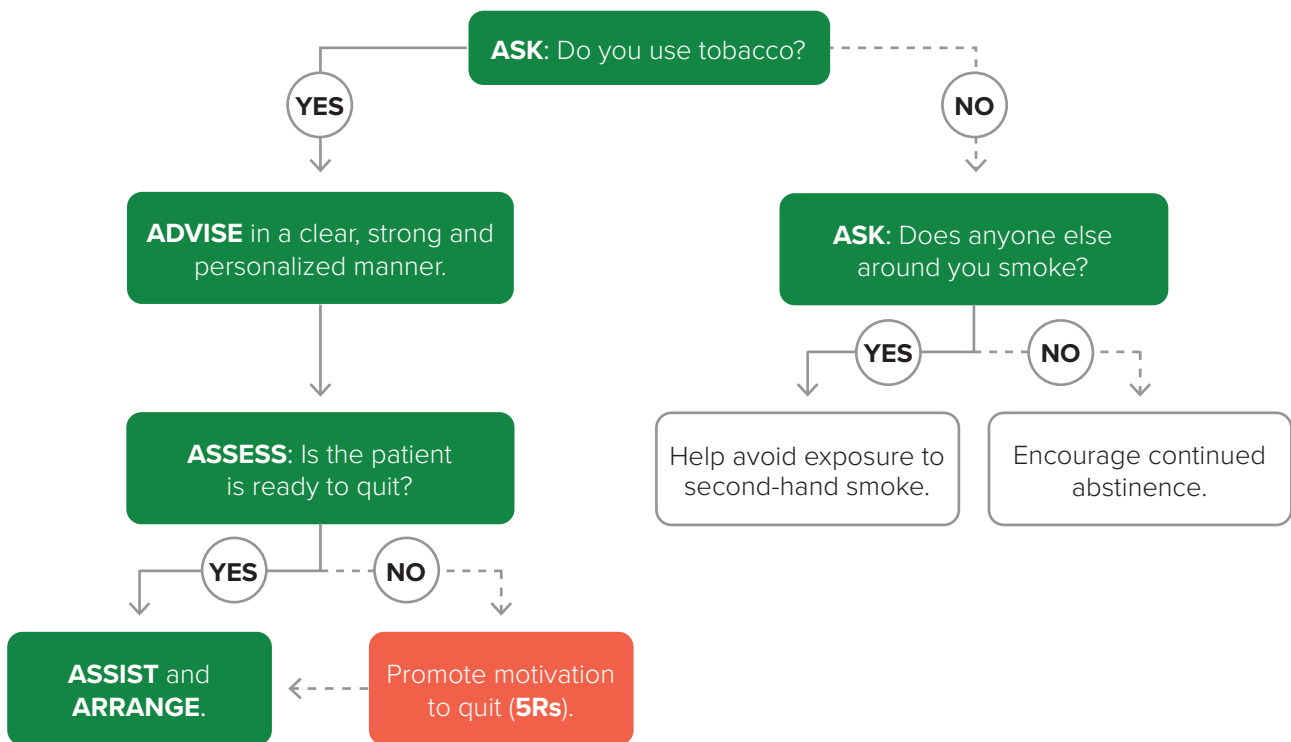 ASK: Do you use tobacco?
YES
NO
ADVISE in a clear, strong and
personalized manner.
ASK: Does anyone else
around you smoke?
YES
NO
ASSESS: Is the patient
is ready to quit?
Help avoid exposure to
second-hand smoke.
Encourage continued
abstinence.
YES
NO
ASSIST and
ARRANGE.
Promote motivation
to quit (5Rs).